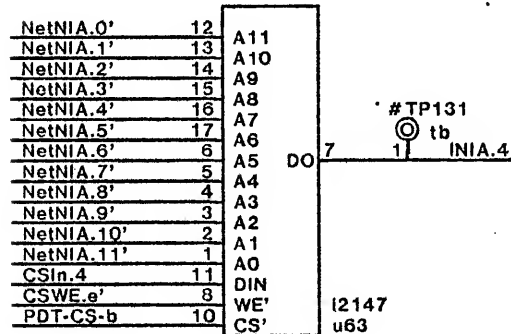 NetNIA.0' 12 A11
NetNIA.1' 13 A10
NetNIA.2' 14 A9
NetNIA.3' 15 A8
NetNIA.4' 16 A7
NetNIA.5' 17 A6
NetNIA.6' 6 A5
NetNIA.7' 5 A4
NetNIA.8' 4 A3
NetNIA.9' 3 A2
NetNIA.10' 2 A1
NetNIA.11' 1 A0
CSIn.4 11 DIN
CSWE.e' 8 WE'
PDT-CS-b 10 CS'
DO 7
#TP131
tb
1 INIA.4
i2147
u63